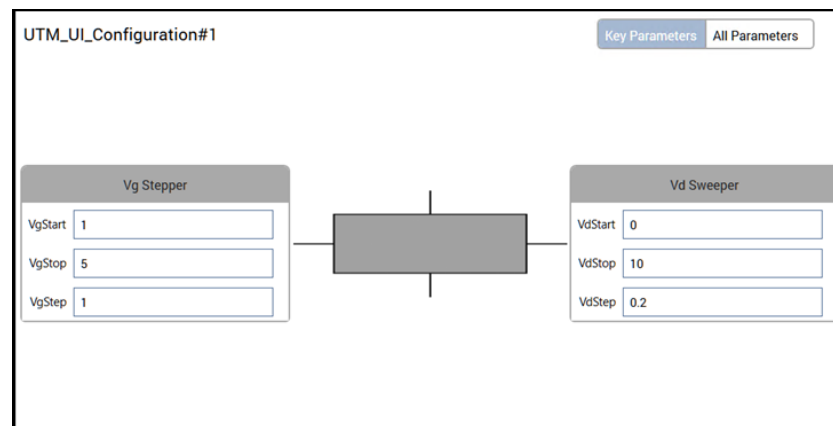 UTM_UI_Configuration#1
Key Parameters All Parameters
Vg Stepper
VgStart 1
VgStop 5
VgStep 1
Vd Sweeper
VdStart 0
VdStop 10
VdStep 0.2